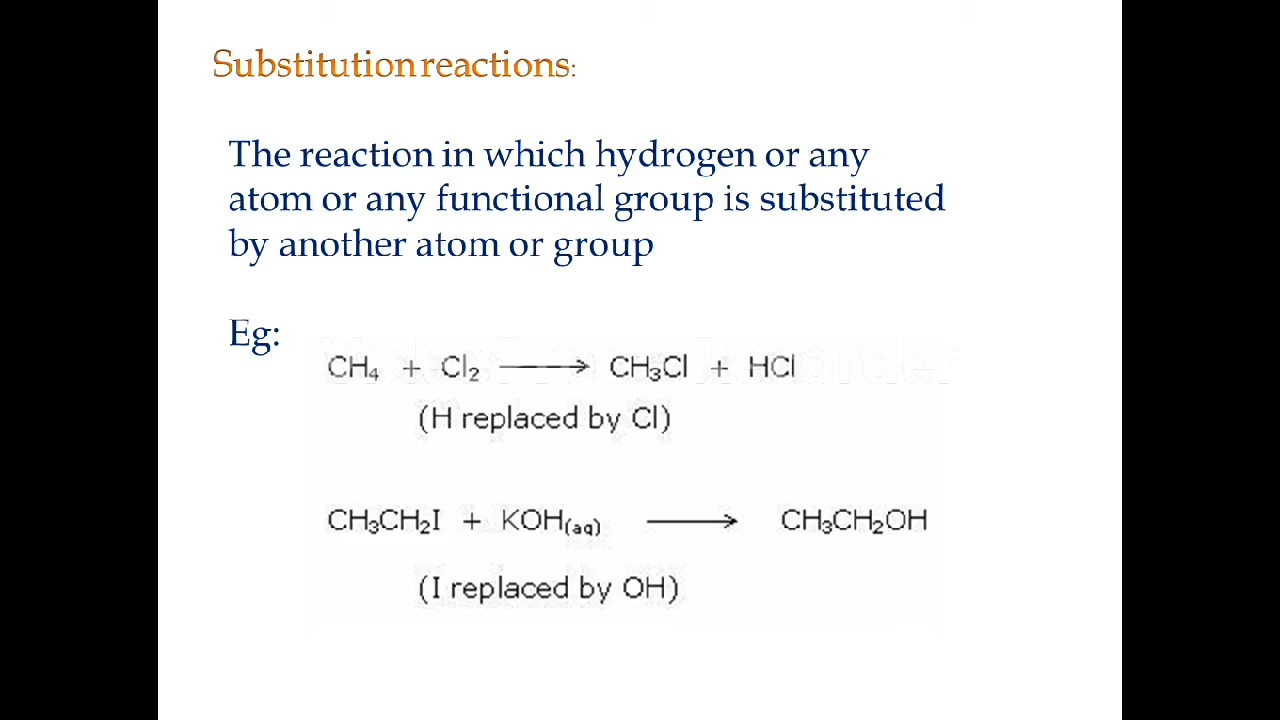 Substitution reactions:
The reaction in which hydrogen or any
atom or any functional group is substituted
by another atom or group
Eg:
CH₄ + Cl₂ ⟶ CH₃Cl + HCl
(H replaced by Cl)
CH₃CH₂I + KOH₍aq₎ ⟶ CH₃CH₂OH
(I replaced by OH)